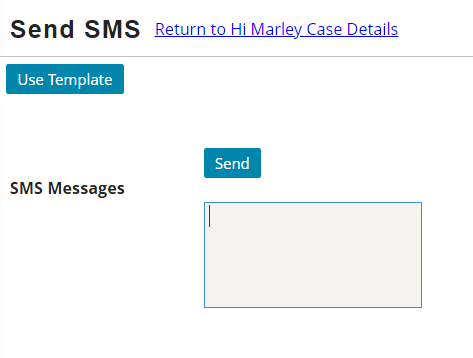 Send SMS Return to Hi Marley Case Details
Use Template
Send
SMS Messages